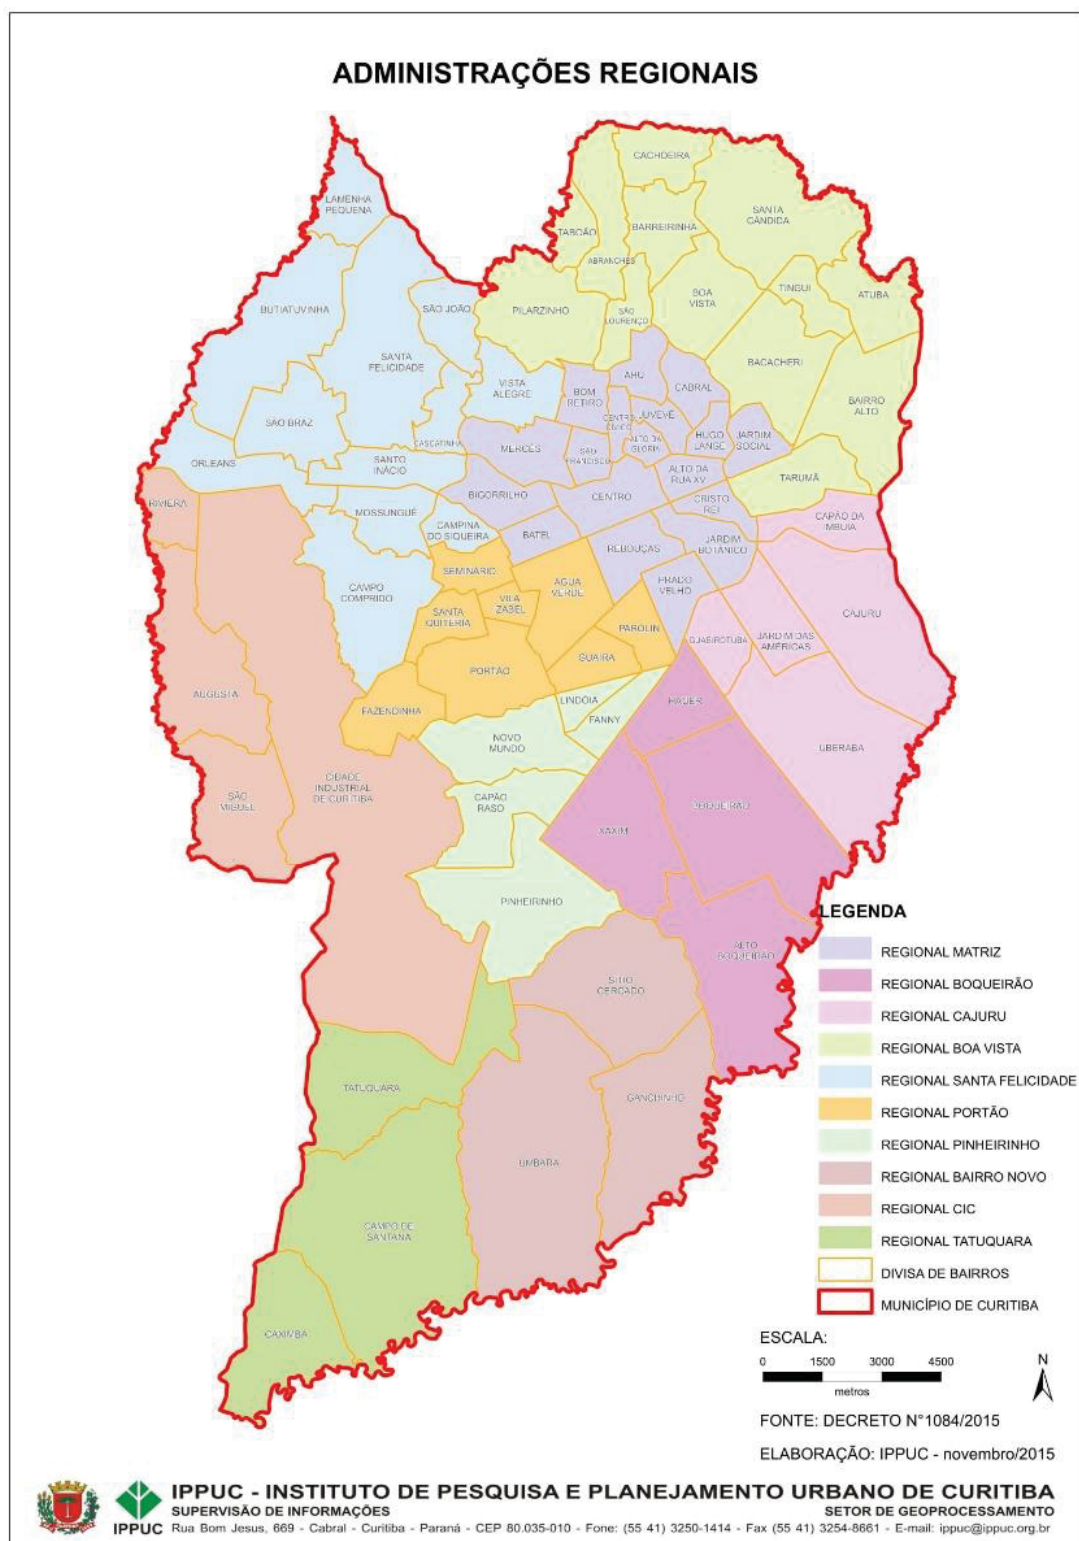 ADMINISTRAÇÕES REGIONAIS
CACHOEIRA
LAMENHA
PEQUENA
SANTA
CÂNDIDA
TABOÃO
BARREIRINHA
ABRANCHES
TINGUI
ATUBA
BOA
VISTA
BUTIATUVINHA
SÃO JOÃO
PILARZINHO
SÃO
LOURENÇO
SANTA
FELICIDADE
BACACHERI
AHÚ
CABRAL
VISTA
ALEGRE
BOM
RETIRO
BAIRRO
ALTO
CENTRO
CÍVICO
JUVEVÊ
SÃO BRAZ
CASCATINHA
MERCÊS
SÃO
FRANCISCO
ALTO DA
GLÓRIA
HUGO
LANGE
JARDIM
SOCIAL
ORLEANS
SANTO
INÁCIO
ALTO DA
RUA XV
TARUMÃ
RIVIERA
BIGORRILHO
CENTRO
CRISTO
REI
MOSSUNGUÊ
CAMPINA
DO SIQUEIRA
BATEL
CAPÃO DA
IMBUIA
REBOUÇAS
JARDIM
BOTÂNICO
SEMINÁRIO
CAMPO
COMPRIDO
ÁGUA
VERDE
PRADO
VELHO
VILA
IZABEL
SANTA
QUITÉRIA
CAJURU
PAROLIN
GUABIROTUBA
JARDIM DAS
AMÉRICAS
GUAÍRA
PORTÃO
AUGUSTA
LINDÓIA
HAUER
FAZENDINHA
FANNY
NOVO
MUNDO
UBERABA
CIDADE
INDUSTRIAL
DE CURITIBA
SÃO
MIGUEL
CAPÃO
RASO
BOQUEIRÃO
XAXIM
PINHEIRINHO
ALTO
BOQUEIRÃO
SÍTIO
CERCADO
TATUQUARA
GANCHINHO
UMBARÁ
CAMPO DE
SANTANA
CAXIMBA
LEGENDA
REGIONAL MATRIZ
REGIONAL BOQUEIRÃO
REGIONAL CAJURU
REGIONAL BOA VISTA
REGIONAL SANTA FELICIDADE
REGIONAL PORTÃO
REGIONAL PINHEIRINHO
REGIONAL BAIRRO NOVO
REGIONAL CIC
REGIONAL TATUQUARA
DIVISA DE BAIRROS
MUNICÍPIO DE CURITIBA
ESCALA:
0 1500 3000 4500
metros
N
FONTE: DECRETO N°1084/2015
ELABORAÇÃO: IPPUC - novembro/2015
IPPUC
IPPUC - INSTITUTO DE PESQUISA E PLANEJAMENTO URBANO DE CURITIBA
SUPERVISÃO DE INFORMAÇÕES SETOR DE GEOPROCESSAMENTO
Rua Bom Jesus, 669 - Cabral - Curitiba - Paraná - CEP 80.035-010 - Fone: (55 41) 3250-1414 - Fax (55 41) 3254-8661 - E-mail: ippuc@ippuc.org.br